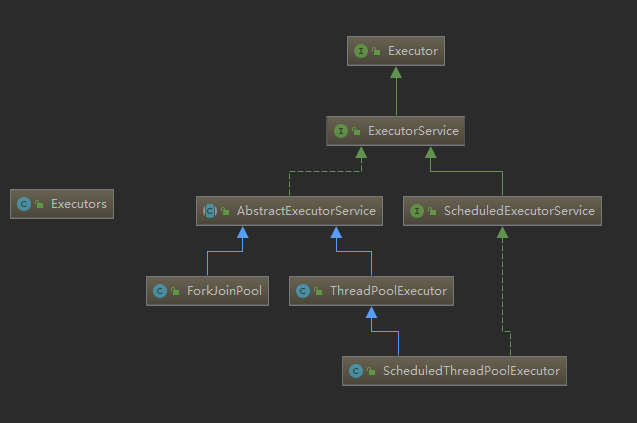 Executor
ExecutorService
Executors
AbstractExecutorService
ScheduledExecutorService
ForkJoinPool
ThreadPoolExecutor
ScheduledThreadPoolExecutor